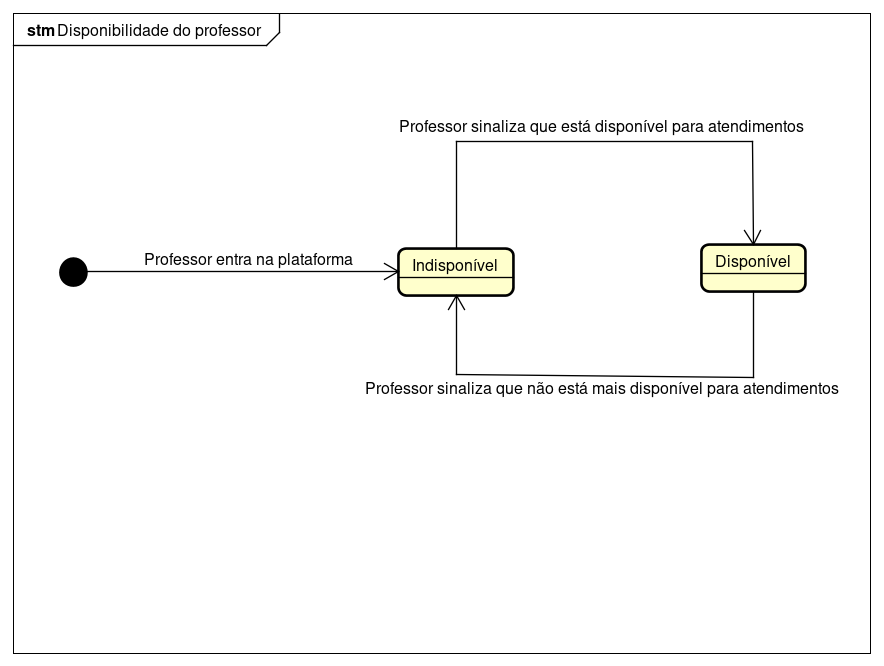 stm Disponibilidade do professor
Professor sinaliza que está disponível para atendimentos
Professor entra na plataforma
Indisponível
Disponível
Professor sinaliza que não está mais disponível para atendimentos